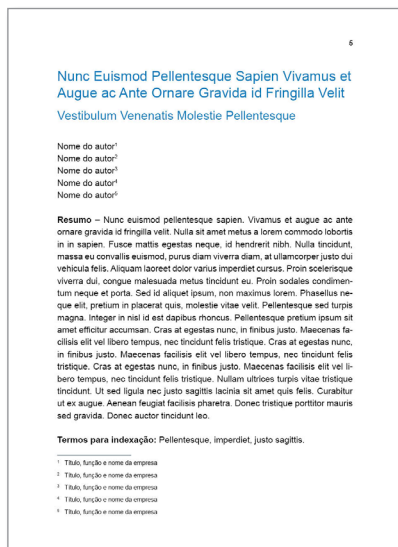 5
Nunc Euismod Pellentesque Sapien Vivamus et
Augue ac Ante Ornare Gravida id Fringilla Velit
Vestibulum Venenatis Molestie Pellentesque
Nome do autor¹
Nome do autor²
Nome do autor³
Nome do autor⁴
Nome do autor⁵
Resumo – Nunc euismod pellentesque sapien. Vivamus et augue ac ante
ornare gravida id fringilla velit. Nulla sit amet metus a lorem commodo lobortis
in in sapien. Fusce mattis egestas neque, id hendrerit nibh. Nulla tincidunt,
massa eu convallis euismod, purus diam viverra diam, at ullamcorper justo dui
vehicula felis. Aliquam laoreet dolor varius imperdiet cursus. Proin scelerisque
viverra dui, congue malesuada metus tincidunt eu. Proin sodales condimen-
tum neque et porta. Sed id aliquet ipsum, non maximus lorem. Phasellus ne-
que elit, pretium in placerat quis, molestie vitae velit. Pellentesque sed turpis
magna. Integer in nisl id est dapibus rhoncus. Pellentesque pretium ipsum sit
amet efficitur accumsan. Cras at egestas nunc, in finibus justo. Maecenas fa-
cilisis elit vel libero tempus, nec tincidunt felis tristique. Cras at egestas nunc,
in finibus justo. Maecenas facilisis elit vel libero tempus, nec tincidunt felis
tristique. Cras at egestas nunc, in finibus justo. Maecenas facilisis elit vel li-
bero tempus, nec tincidunt felis tristique. Nullam ultrices turpis vitae tristique
tincidunt. Ut sed ligula nec justo sagittis lacinia sit amet quis felis. Curabitur
ut ex augue. Aenean feugiat facilisis pharetra. Donec tristique porttitor mauris
sed gravida. Donec auctor tincidunt leo.
Termos para indexação: Pellentesque, imperdiet, justo sagittis.
¹ Título, função e nome da empresa
² Título, função e nome da empresa
³ Título, função e nome da empresa
⁴ Título, função e nome da empresa
⁵ Título, função e nome da empresa